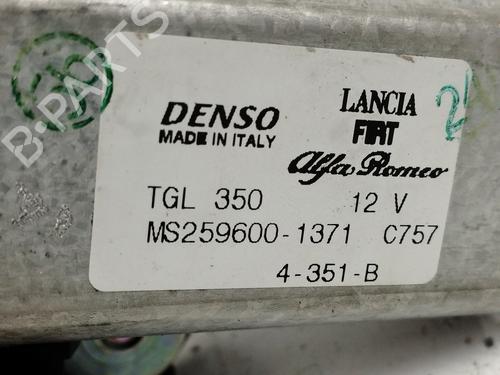 B-PARTS
DENSO
MADE IN ITALY
LANCIA
FIAT
Alfa Romeo
TGL 350 12 V
MS259600-1371 C757
4-351-B